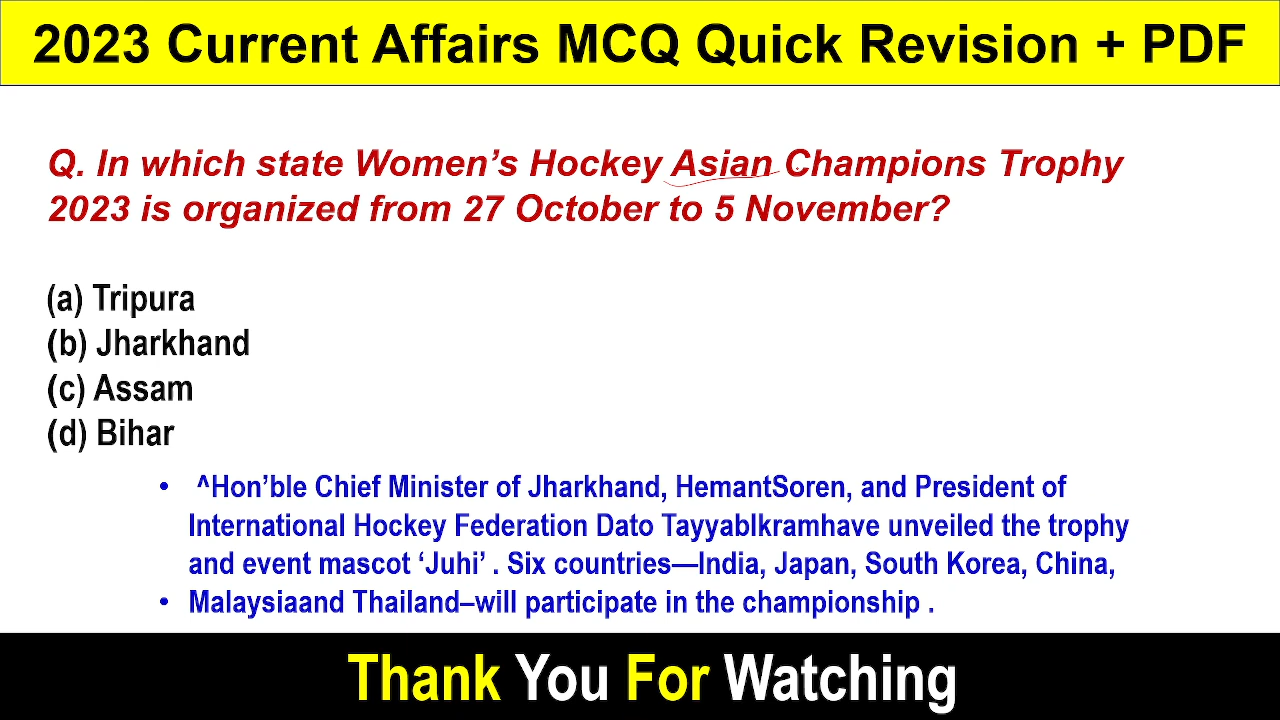 2023 Current Affairs MCQ Quick Revision + PDF
Q. In which state Women’s Hockey Asian Champions Trophy
2023 is organized from 27 October to 5 November?
(a) Tripura
(b) Jharkhand
(c) Assam
(d) Bihar
• ^Hon’ble Chief Minister of Jharkhand, HemantSoren, and President of
International Hockey Federation Dato TayyabIkramhave unveiled the trophy
and event mascot ‘Juhi’ . Six countries—India, Japan, South Korea, China,
• Malaysiaand Thailand–will participate in the championship .
Thank You For Watching